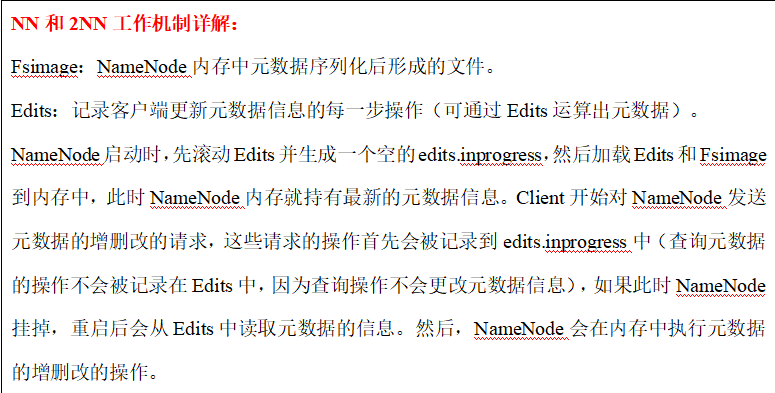 NN 和 2NN 工作机制详解：
Fsimage：NameNode 内存中元数据序列化后形成的文件。
Edits：记录客户端更新元数据信息的每一步操作（可通过 Edits 运算出元数据）。
NameNode 启动时，先滚动 Edits 并生成一个空的 edits.inprogress，然后加载 Edits 和 Fsimage
到内存中，此时 NameNode 内存就持有最新的元数据信息。Client 开始对 NameNode 发送
元数据的增删改的请求，这些请求的操作首先会被记录到 edits.inprogress 中（查询元数据
的操作不会被记录在 Edits 中，因为查询操作不会更改元数据信息），如果此时 NameNode
挂掉，重启后会从 Edits 中读取元数据的信息。然后，NameNode 会在内存中执行元数据
的增删改的操作。